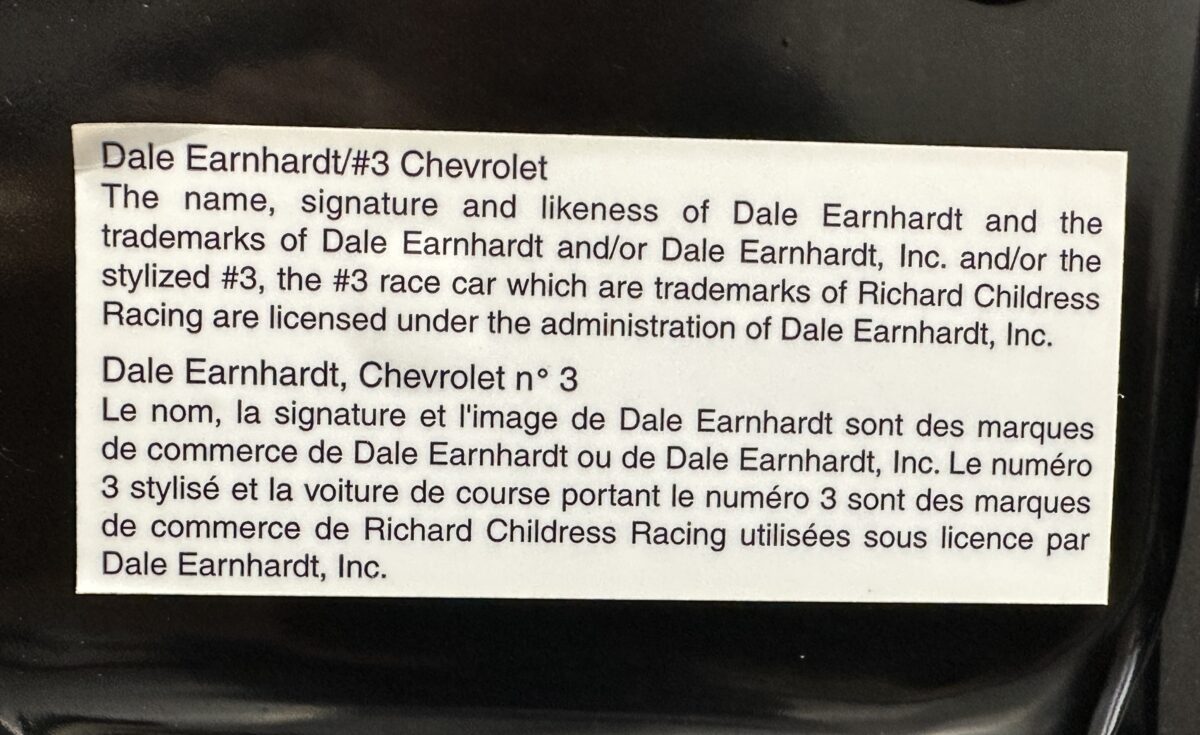 Dale Earnhardt/#3 Chevrolet
The name, signature and likeness of Dale Earnhardt and the
trademarks of Dale Earnhardt and/or Dale Earnhardt, Inc. and/or the
stylized #3, the #3 race car which are trademarks of Richard Childress
Racing are licensed under the administration of Dale Earnhardt, Inc.
Dale Earnhardt, Chevrolet n° 3
Le nom, la signature et l'image de Dale Earnhardt sont des marques
de commerce de Dale Earnhardt ou de Dale Earnhardt, Inc. Le numéro
3 stylisé et la voiture de course portant le numéro 3 sont des marques
de commerce de Richard Childress Racing utilisées sous licence par
Dale Earnhardt, Inc.